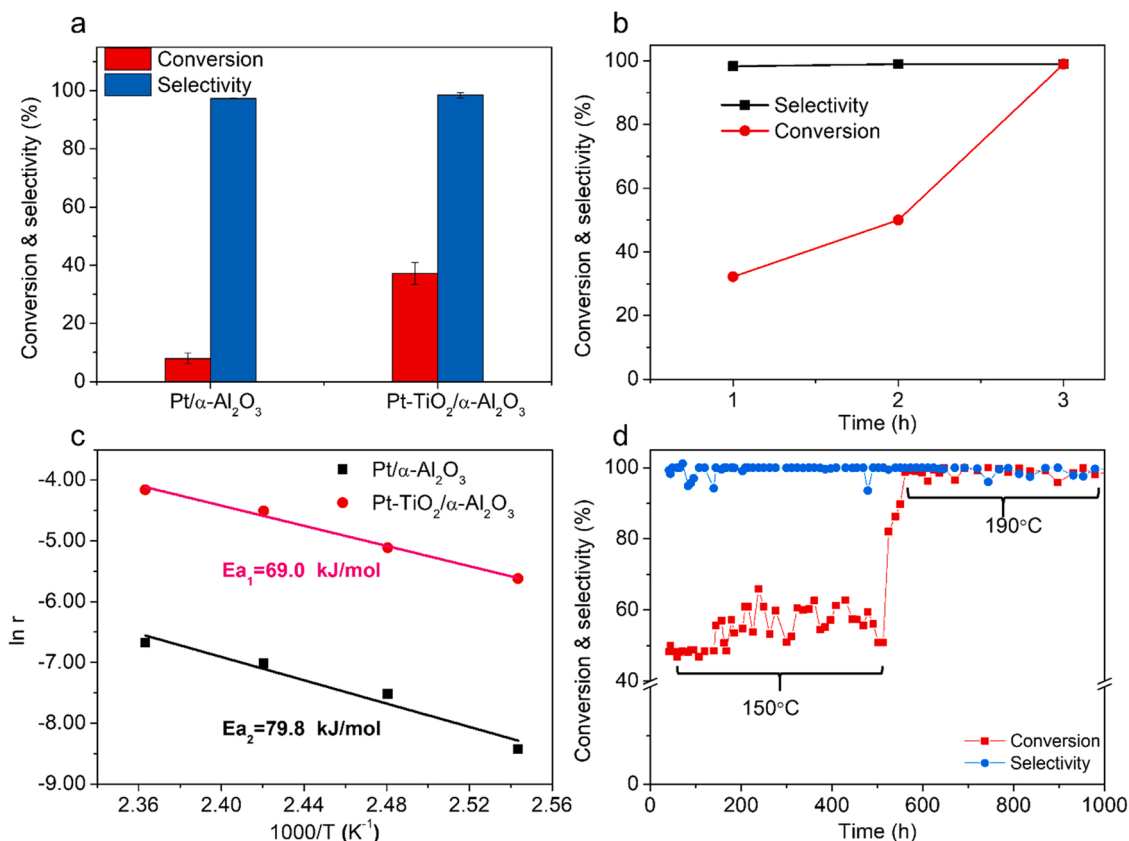 a
Conversion
Selectivity
Conversion & selectivity (%)
100
80
60
40
20
0
Pt/α-Al₂O₃
Pt-TiO₂/α-Al₂O₃
b
Conversion & selectivity (%)
100
80
60
40
20
0
Selectivity
Conversion
1
2
3
Time (h)
c
Pt/α-Al₂O₃
Pt-TiO₂/α-Al₂O₃
ln r
-4.00
-5.00
-6.00
-7.00
-8.00
-9.00
Ea₁=69.0 kJ/mol
Ea₂=79.8 kJ/mol
2.36
2.40
2.44
2.48
2.52
2.56
1000/T (K⁻¹)
d
Conversion & selectivity (%)
100
80
60
40
0
190°C
150°C
Conversion
Selectivity
0
200
400
600
800
1000
Time (h)